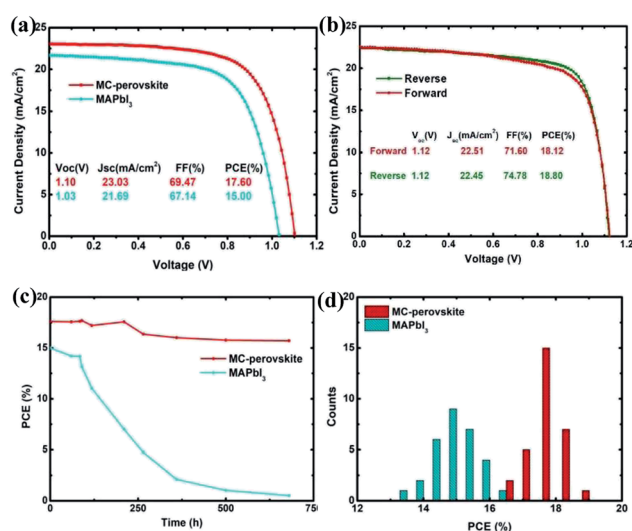 (a)
25
20
15
10
5
0
Current Density (mA/cm²)
MC-perovskite
MAPbI₃
Voc(V) Jsc(mA/cm²) FF(%) PCE(%)
1.10 23.03 69.47 17.60
1.03 21.69 67.14 15.00
0.0 0.2 0.4 0.6 0.8 1.0 1.2
Voltage (V)
(b)
25
20
15
10
5
0
Current Density (mA/cm²)
Reverse
Forward
V_oc(V) J_sc(mA/cm²) FF(%) PCE(%)
Forward 1.12 22.51 71.60 18.12
Reverse 1.12 22.45 74.78 18.80
0.0 0.2 0.4 0.6 0.8 1.0 1.2
Voltage (V)
(c)
20
15
10
5
0
PCE (%)
MC-perovskite
MAPbI₃
0 250 500 750
Time (h)
(d)
20
15
10
5
0
Counts
MC-perovskite
MAPbI₃
12 14 16 18 20
PCE (%)